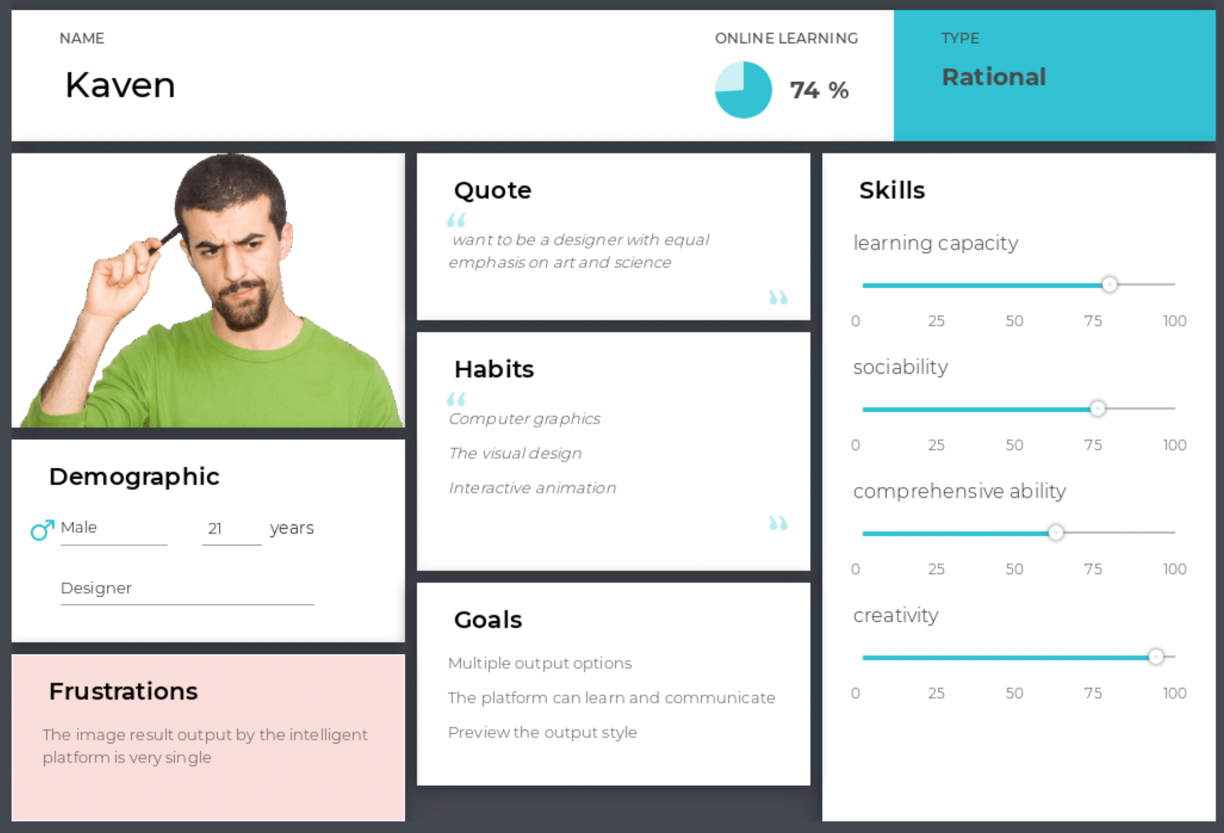 NAME
Kaven
ONLINE LEARNING
74 %
TYPE
Rational
Demographic
Male 21 years
Designer
Frustrations
The image result output by the intelligent
platform is very single
Quote
“
want to be a designer with equal
emphasis on art and science
”
Habits
“
Computer graphics
The visual design
Interactive animation
”
Goals
Multiple output options
The platform can learn and communicate
Preview the output style
Skills
learning capacity
0 25 50 75 100
sociability
0 25 50 75 100
comprehensive ability
0 25 50 75 100
creativity
0 25 50 75 100